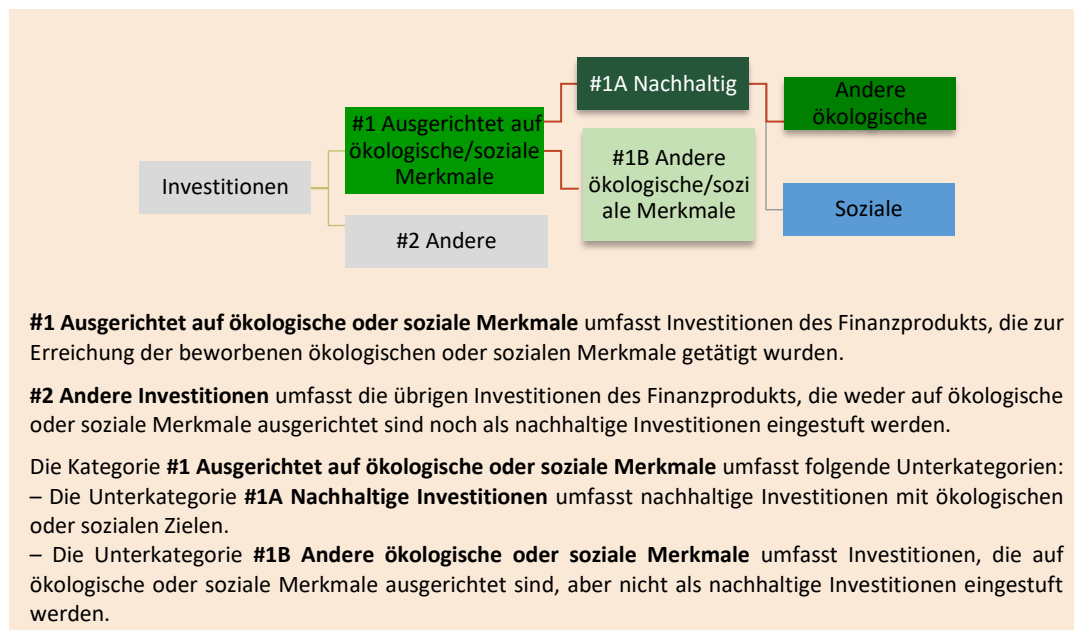 #1A Nachhaltig
Andere
ökologische
#1 Ausgerichtet auf
ökologische/soziale
Merkmale
#1B Andere
ökologische/sozi
ale Merkmale
Investitionen
Soziale
#2 Andere
#1 Ausgerichtet auf ökologische oder soziale Merkmale umfasst Investitionen des Finanzprodukts, die zur
Erreichung der beworbenen ökologischen oder sozialen Merkmale getätigt wurden.
#2 Andere Investitionen umfasst die übrigen Investitionen des Finanzprodukts, die weder auf ökologische
oder soziale Merkmale ausgerichtet sind noch als nachhaltige Investitionen eingestuft werden.
Die Kategorie #1 Ausgerichtet auf ökologische oder soziale Merkmale umfasst folgende Unterkategorien:
– Die Unterkategorie #1A Nachhaltige Investitionen umfasst nachhaltige Investitionen mit ökologischen
oder sozialen Zielen.
– Die Unterkategorie #1B Andere ökologische oder soziale Merkmale umfasst Investitionen, die auf
ökologische oder soziale Merkmale ausgerichtet sind, aber nicht als nachhaltige Investitionen eingestuft
werden.